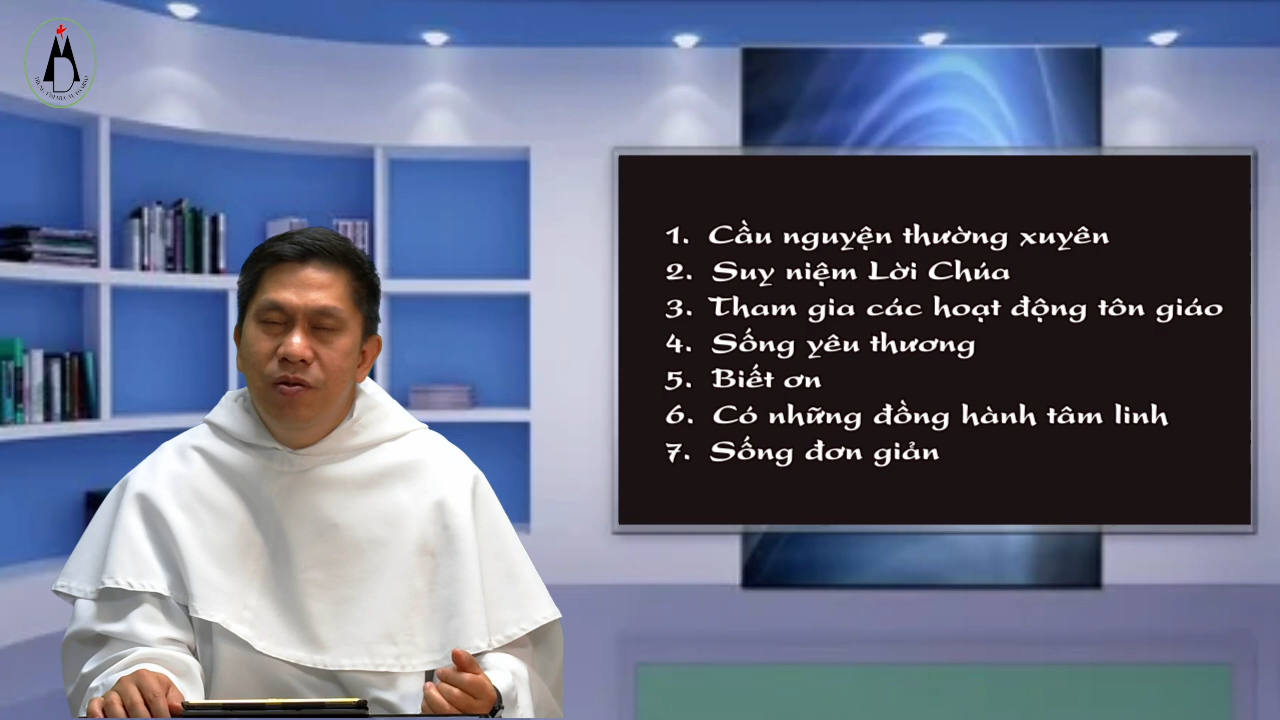 1. Cầu nguyện thường xuyên
2. Suy niệm Lời Chúa
3. Tham gia các hoạt động tôn giáo
4. Sống yêu thương
5. Biết ơn
6. Có những đồng hành tâm linh
7. Sống đơn giản